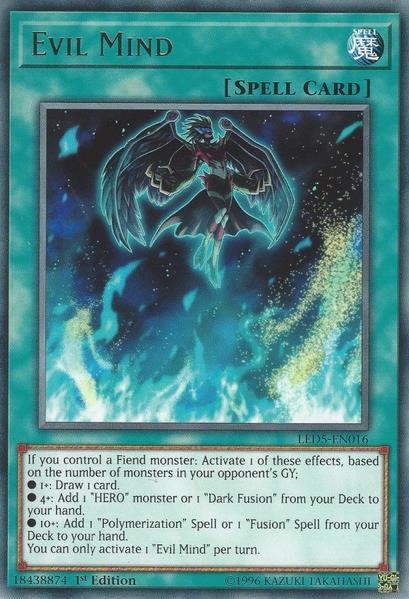 EVIL MIND
SPELL
魔
[SPELL CARD]
LED5-EN016
If you control a Fiend monster: Activate 1 of these effects, based
on the number of monsters in your opponent's GY;
● 1+: Draw 1 card.
● 4+: Add 1 "HERO" monster or 1 "Dark Fusion" from your Deck to
your hand.
● 10+: Add 1 "Polymerization" Spell or 1 "Fusion" Spell from your
Deck to your hand.
You can only activate 1 "Evil Mind" per turn.
18438874 1st Edition ©1996 KAZUKI TAKAHASHI